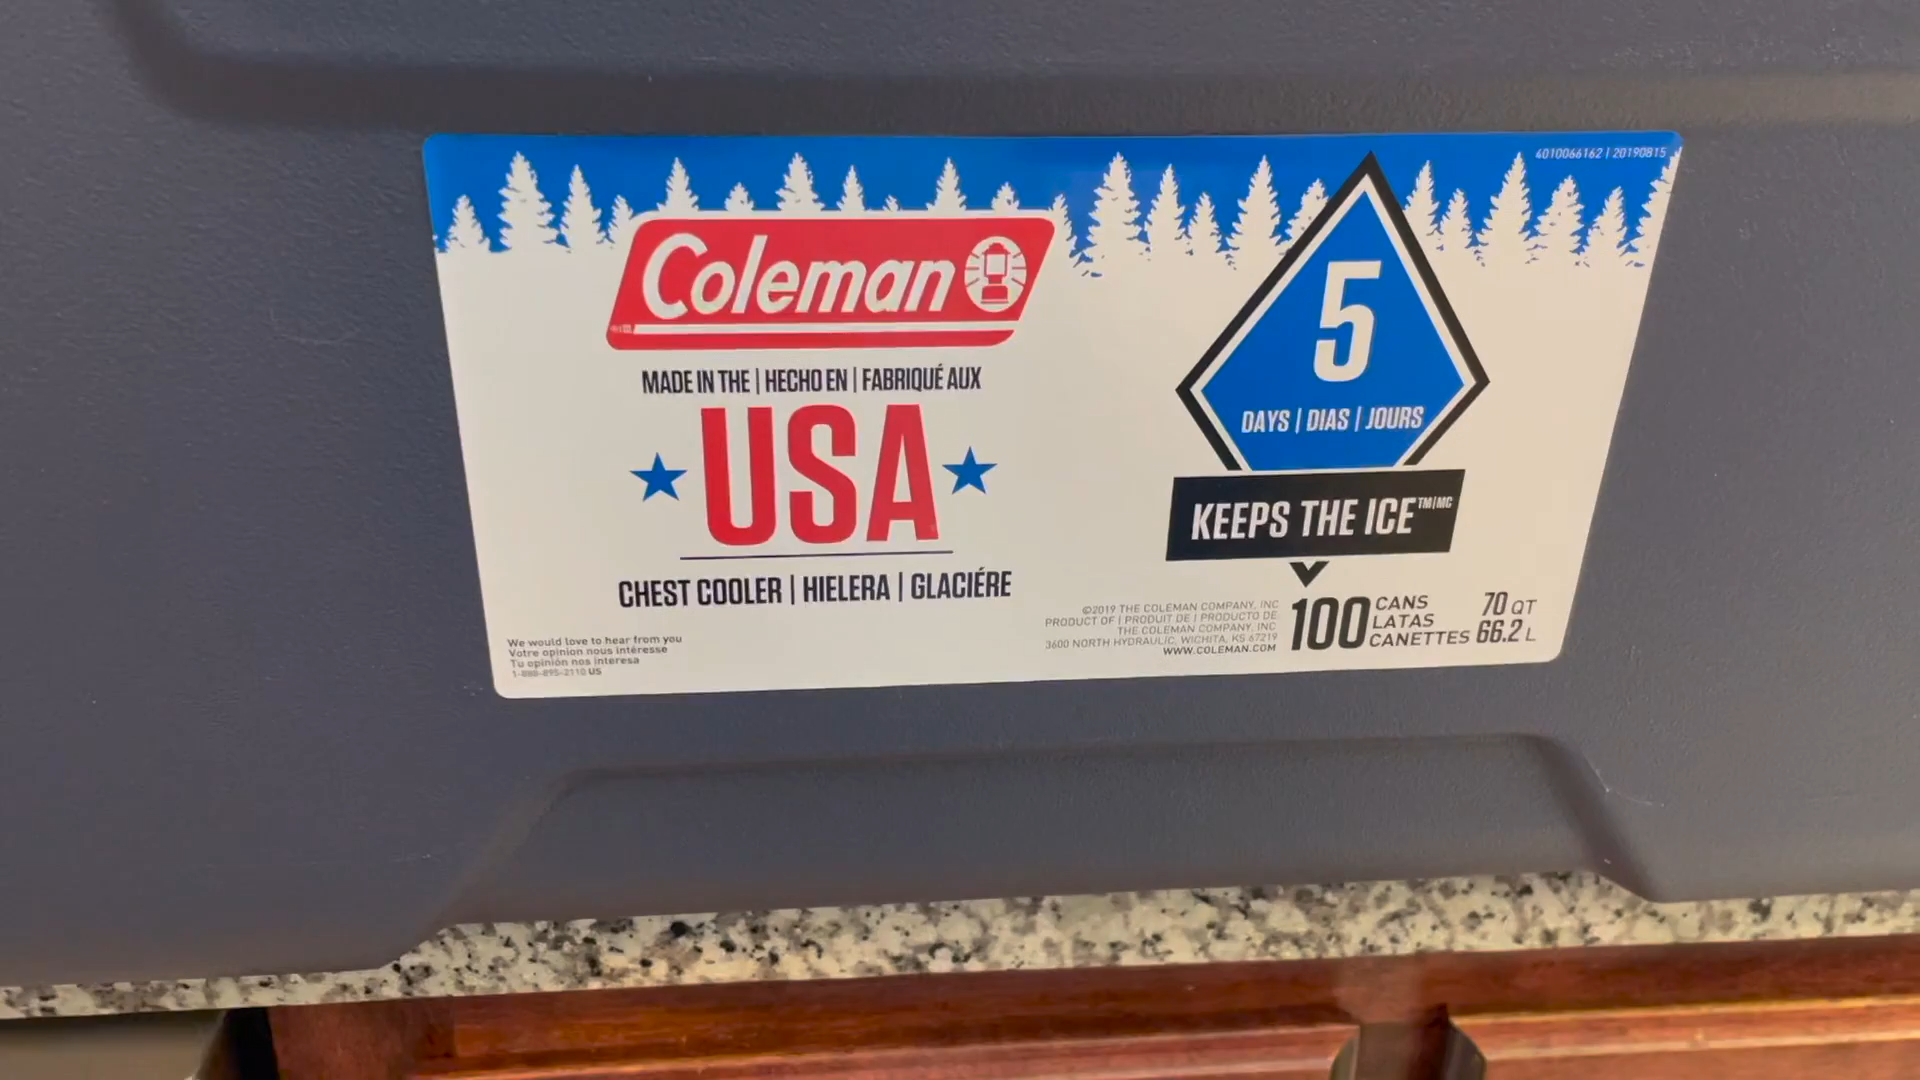 4010066162 | 20190815
Coleman
MADE IN THE | HECHO EN | FABRIQUÉ AUX
USA
CHEST COOLER | HIELERA | GLACIÉRE
We would love to hear from you
Votre opinion nous intéresse
Tu opinión nos interesa
1-888-895-2110 US
5
DAYS | DIAS | JOURS
KEEPS THE ICE™|MC
©2019 THE COLEMAN COMPANY, INC
PRODUCT OF | PRODUIT DE | PRODUCTO DE
THE COLEMAN COMPANY, INC
3600 NORTH HYDRAULIC, WICHITA, KS 67219
WWW.COLEMAN.COM
100
CANS
LATAS
CANETTES
70 QT
66.2 L